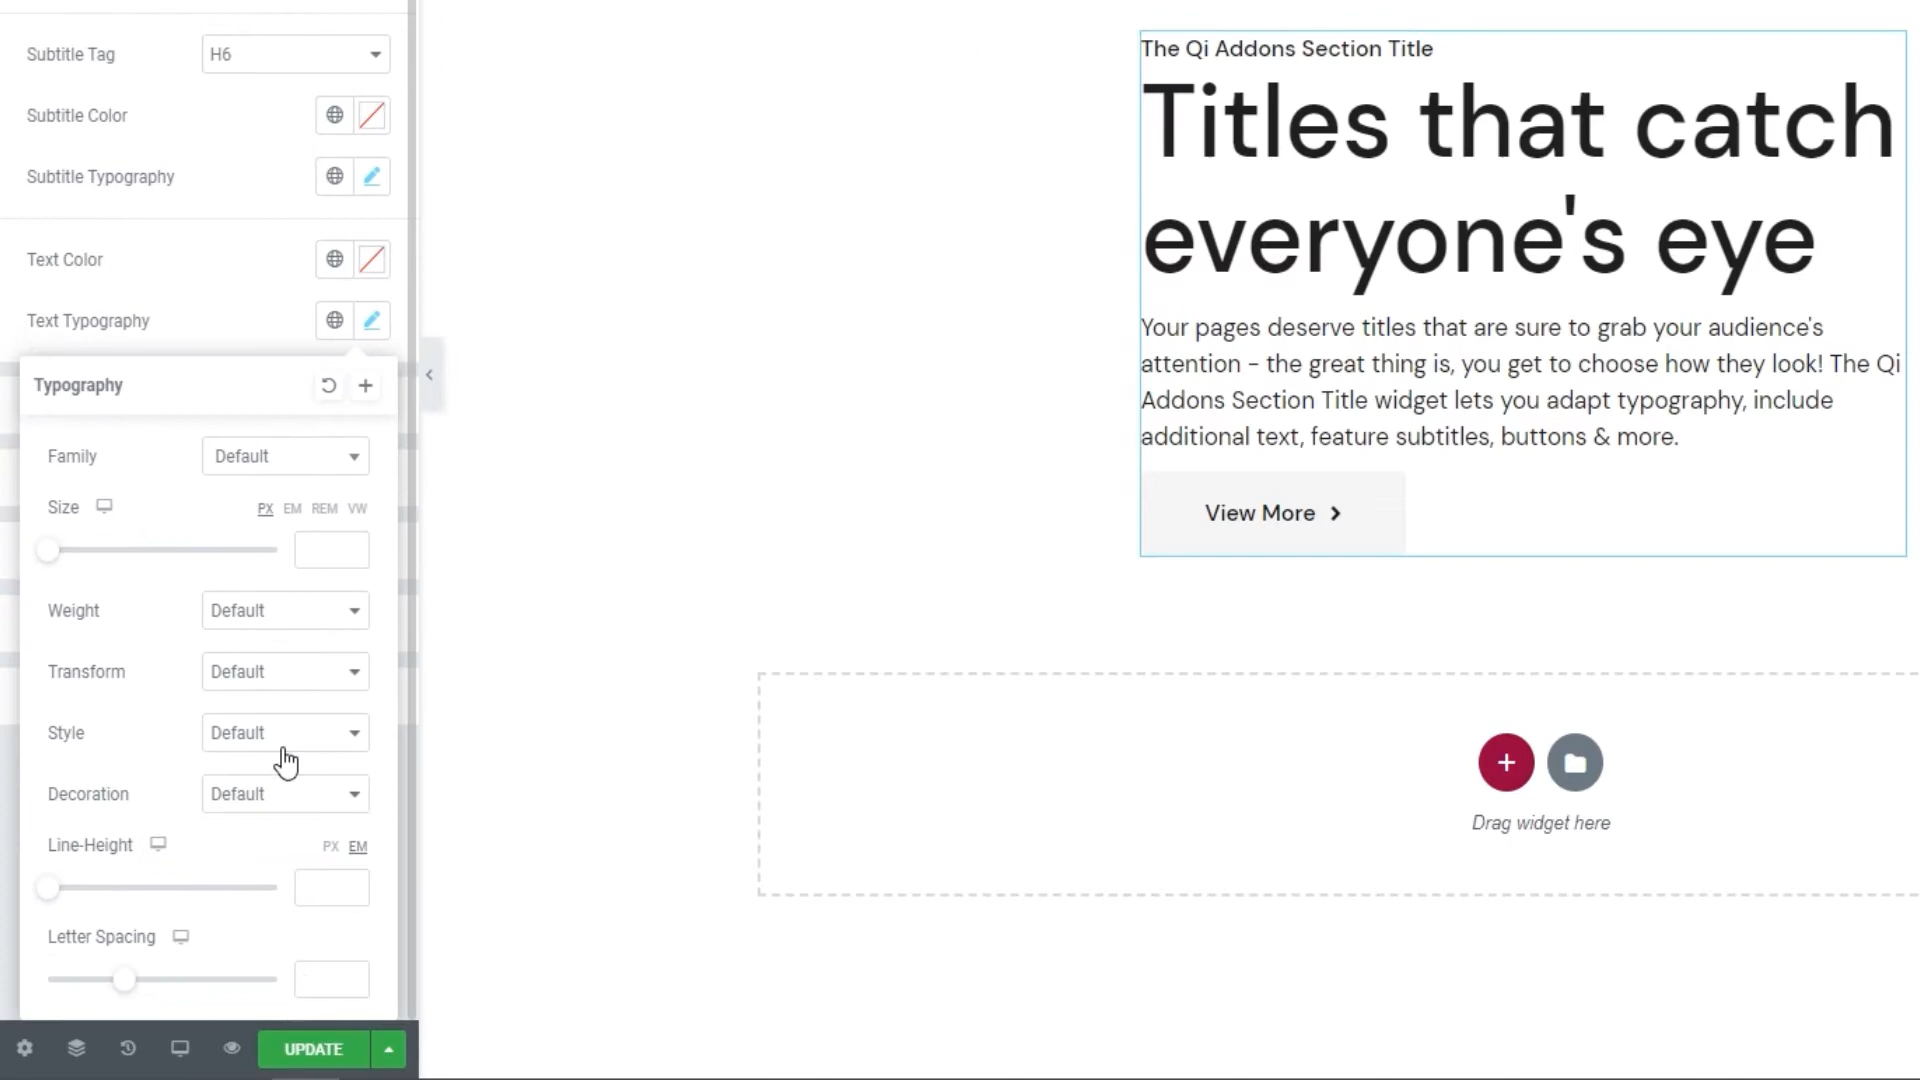 Subtitle Tag
H6
Subtitle Color
Subtitle Typography
Text Color
Text Typography
Typography
Family
Default
Size
PX EM REM VW
Weight
Default
Transform
Default
Style
Default
Decoration
Default
Line-Height
PX EM
Letter Spacing
UPDATE
The Qi Addons Section Title
Titles that catch
everyone's eye
Your pages deserve titles that are sure to grab your audience's
attention – the great thing is, you get to choose how they look! The Qi
Addons Section Title widget lets you adapt typography, include
additional text, feature subtitles, buttons & more.
View More
Drag widget here